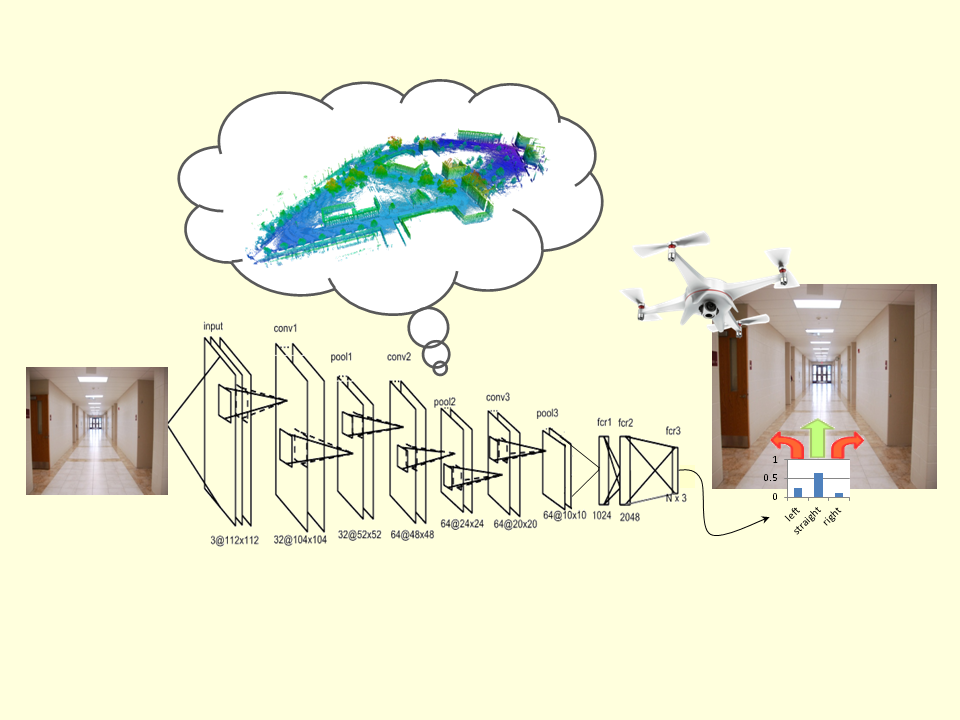 input
conv1
pool1
conv2
pool2
conv3
pool3
fcr1
fcr2
fcr3
3@112x112
32@104x104
32@52x52
64@48x48
64@24x24
64@20x20
64@10x10
1024
2048
N x 3
1
0.5
0
left
straight
right